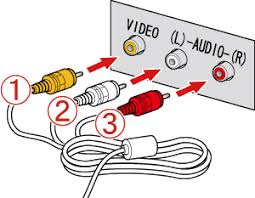 VIDEO (L)-AUDIO-(R)
①
②
③